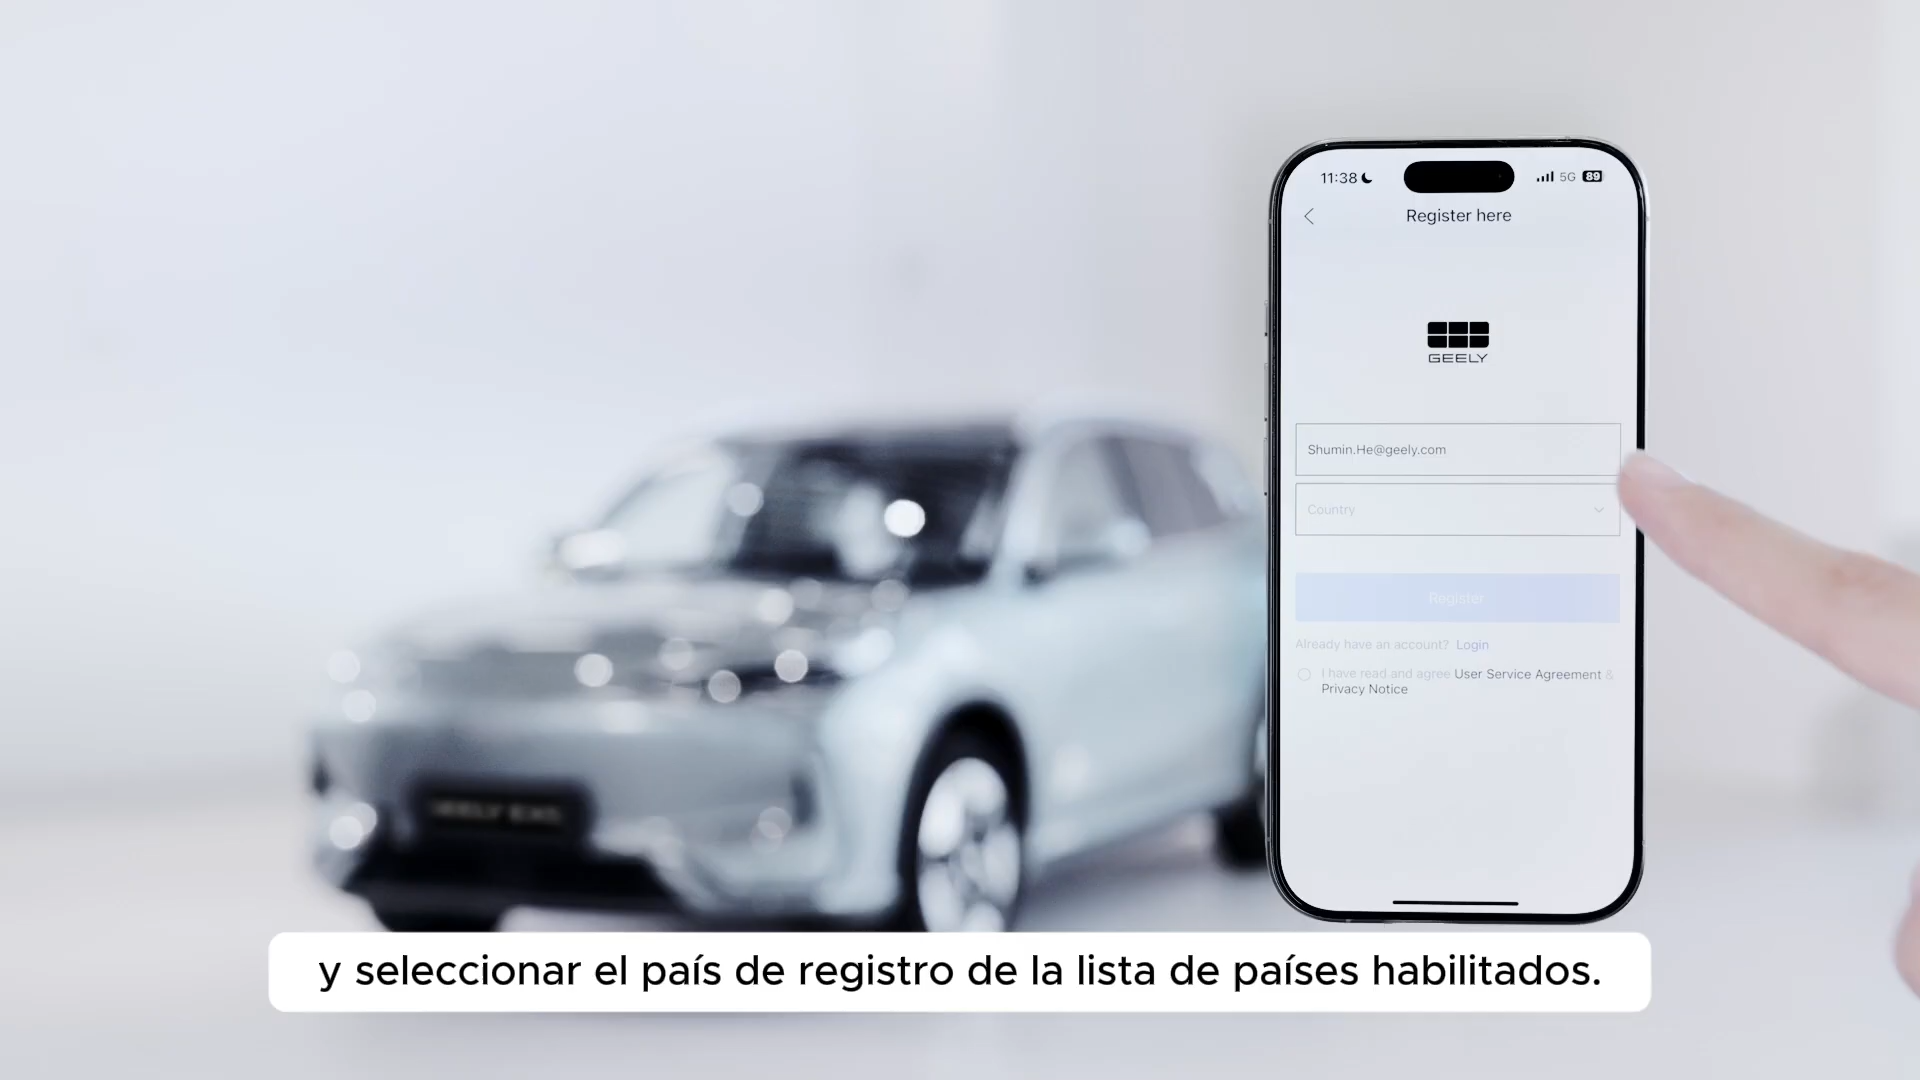 11:38
5G 89
Register here
GEELY
Shumin.He@geely.com
Country
Register
Already have an account? Login
I have read and agree User Service Agreement &
Privacy Notice
GEELY EX5
y seleccionar el país de registro de la lista de países habilitados.